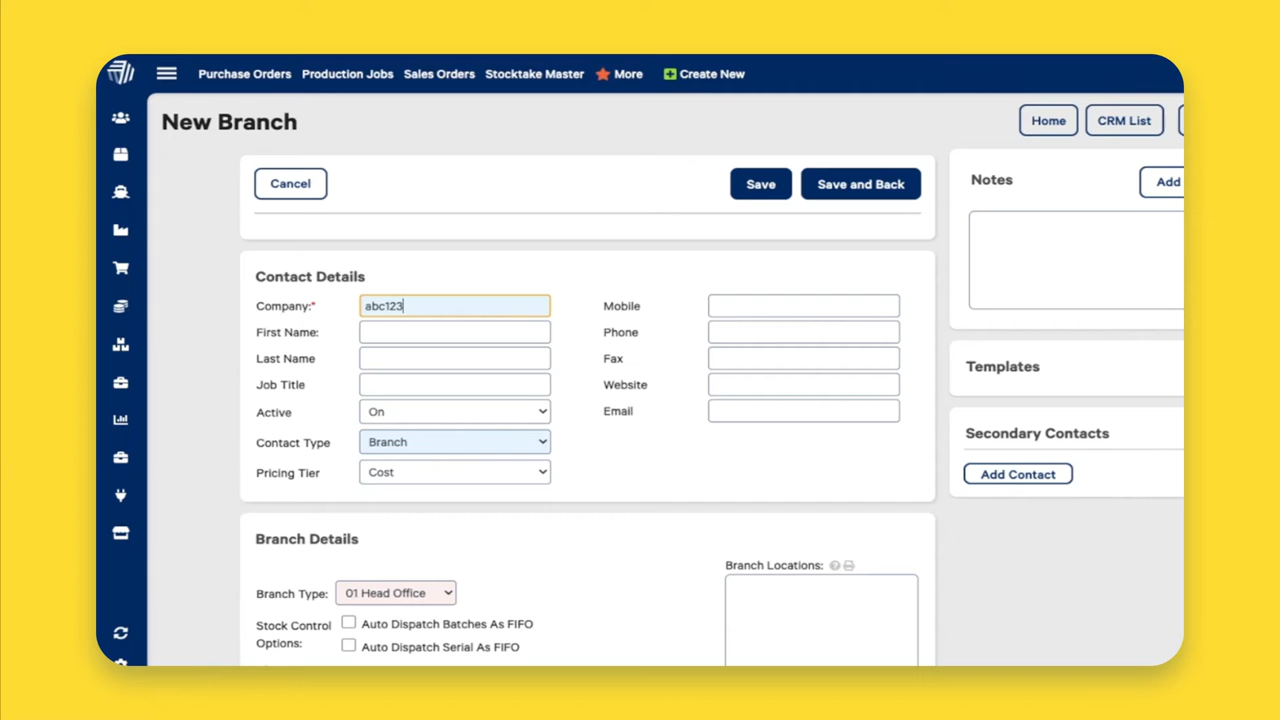 Purchase Orders Production Jobs Sales Orders Stocktake Master More Create New
New Branch
Home CRM List
Cancel Save Save and Back
Notes Add
Contact Details
Company:* abc123 Mobile
First Name: Phone
Last Name Fax
Job Title Website
Active On Email
Contact Type Branch
Pricing Tier Cost
Templates
Secondary Contacts
Add Contact
Branch Details
Branch Locations:
Branch Type: 01 Head Office
Stock Control Options: Auto Dispatch Batches As FIFO
Auto Dispatch Serial As FIFO